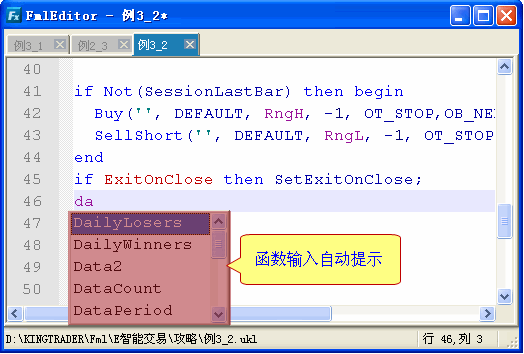 FmlEditor - 例3_2*
例3_1 例2_3 例3_2
40
41 if Not(SessionLastBar) then begin
42 Buy('', DEFAULT, RngH, -1, OT_STOP,OB_NE
43 SellShort('', DEFAULT, RngL, -1, OT_STOP
44 end
45 if ExitOnClose then SetExitOnClose;
46 da
47 DailyLosers
48 DailyWinners
49 Data2
50 DataCount
DataPeriod
函数输入自动提示
D:\KINGTRADER\Fml\E智能交易\攻略\例3_2.ukl 行 46,列 3